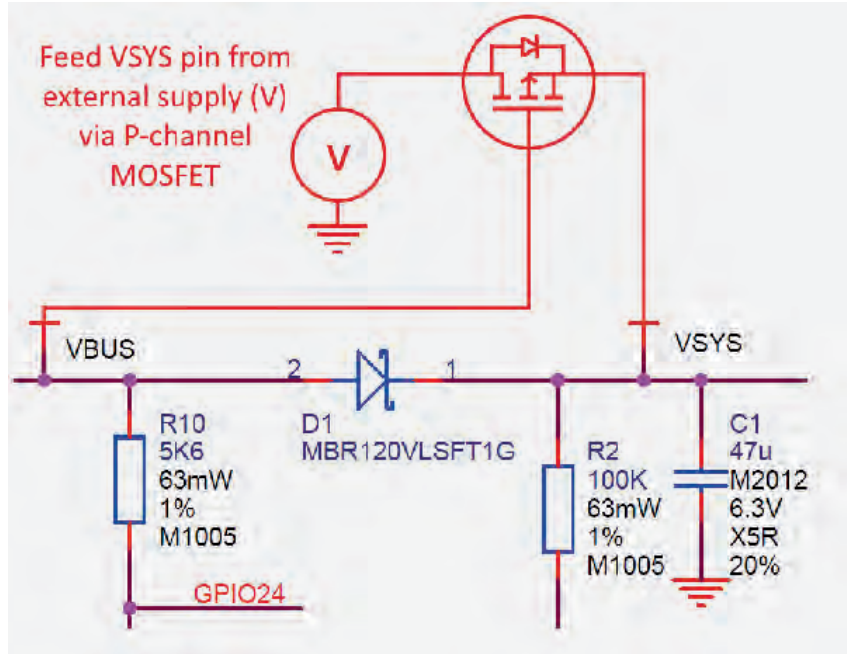 Feed VSYS pin from
external supply (V)
via P-channel
MOSFET
V
VBUS
VSYS
2
1
R10
5K6
63mW
1%
M1005
D1
MBR120VLSFT1G
R2
100K
63mW
1%
M1005
C1
47u
M2012
6.3V
X5R
20%
GPIO24